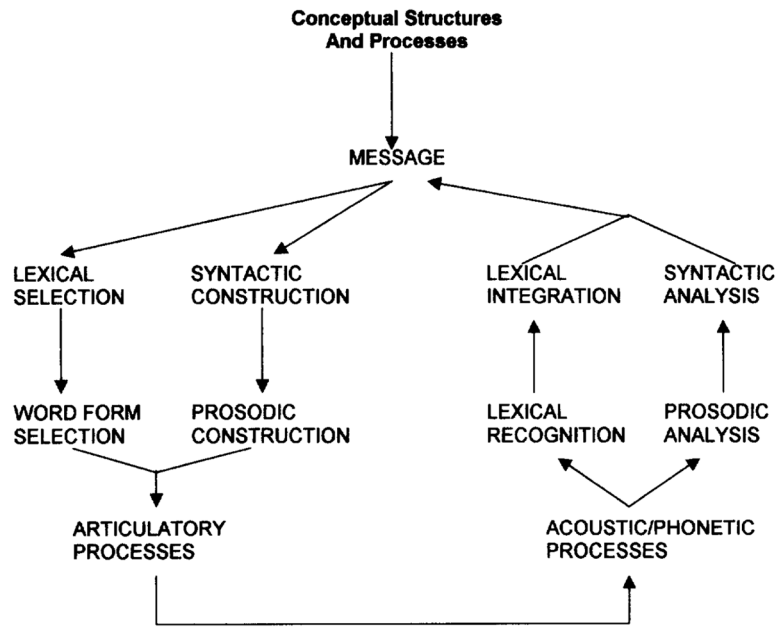 Conceptual Structures
And Processes
MESSAGE
LEXICAL
SELECTION
SYNTACTIC
CONSTRUCTION
LEXICAL
INTEGRATION
SYNTACTIC
ANALYSIS
WORD FORM
SELECTION
PROSODIC
CONSTRUCTION
LEXICAL
RECOGNITION
PROSODIC
ANALYSIS
ARTICULATORY
PROCESSES
ACOUSTIC/PHONETIC
PROCESSES